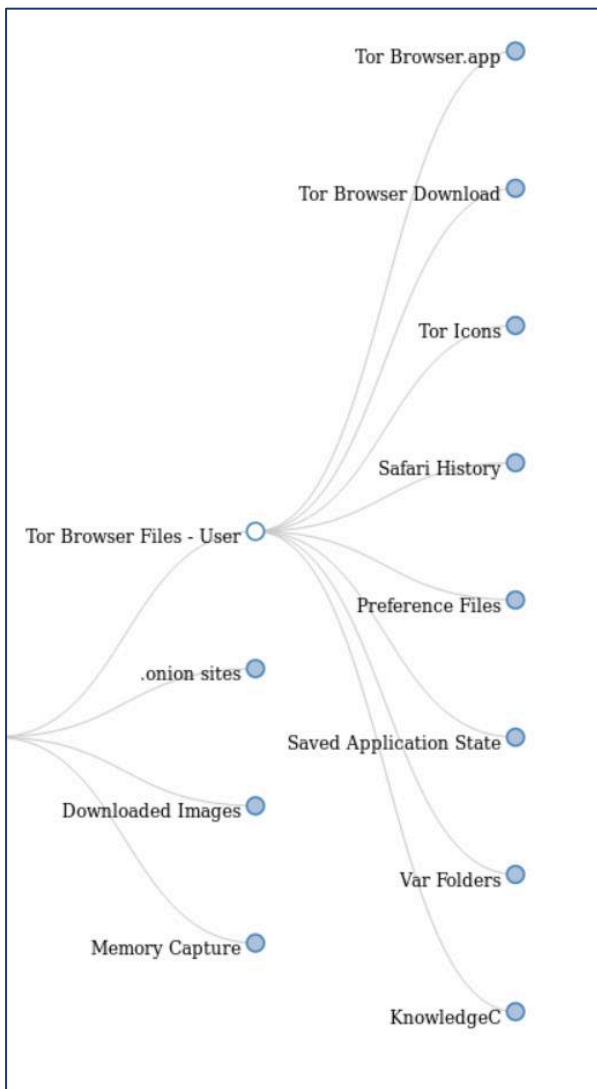 Tor Browser.app
Tor Browser Download
Tor Icons
Safari History
Tor Browser Files - User
Preference Files
.onion sites
Saved Application State
Downloaded Images
Var Folders
Memory Capture
KnowledgeC